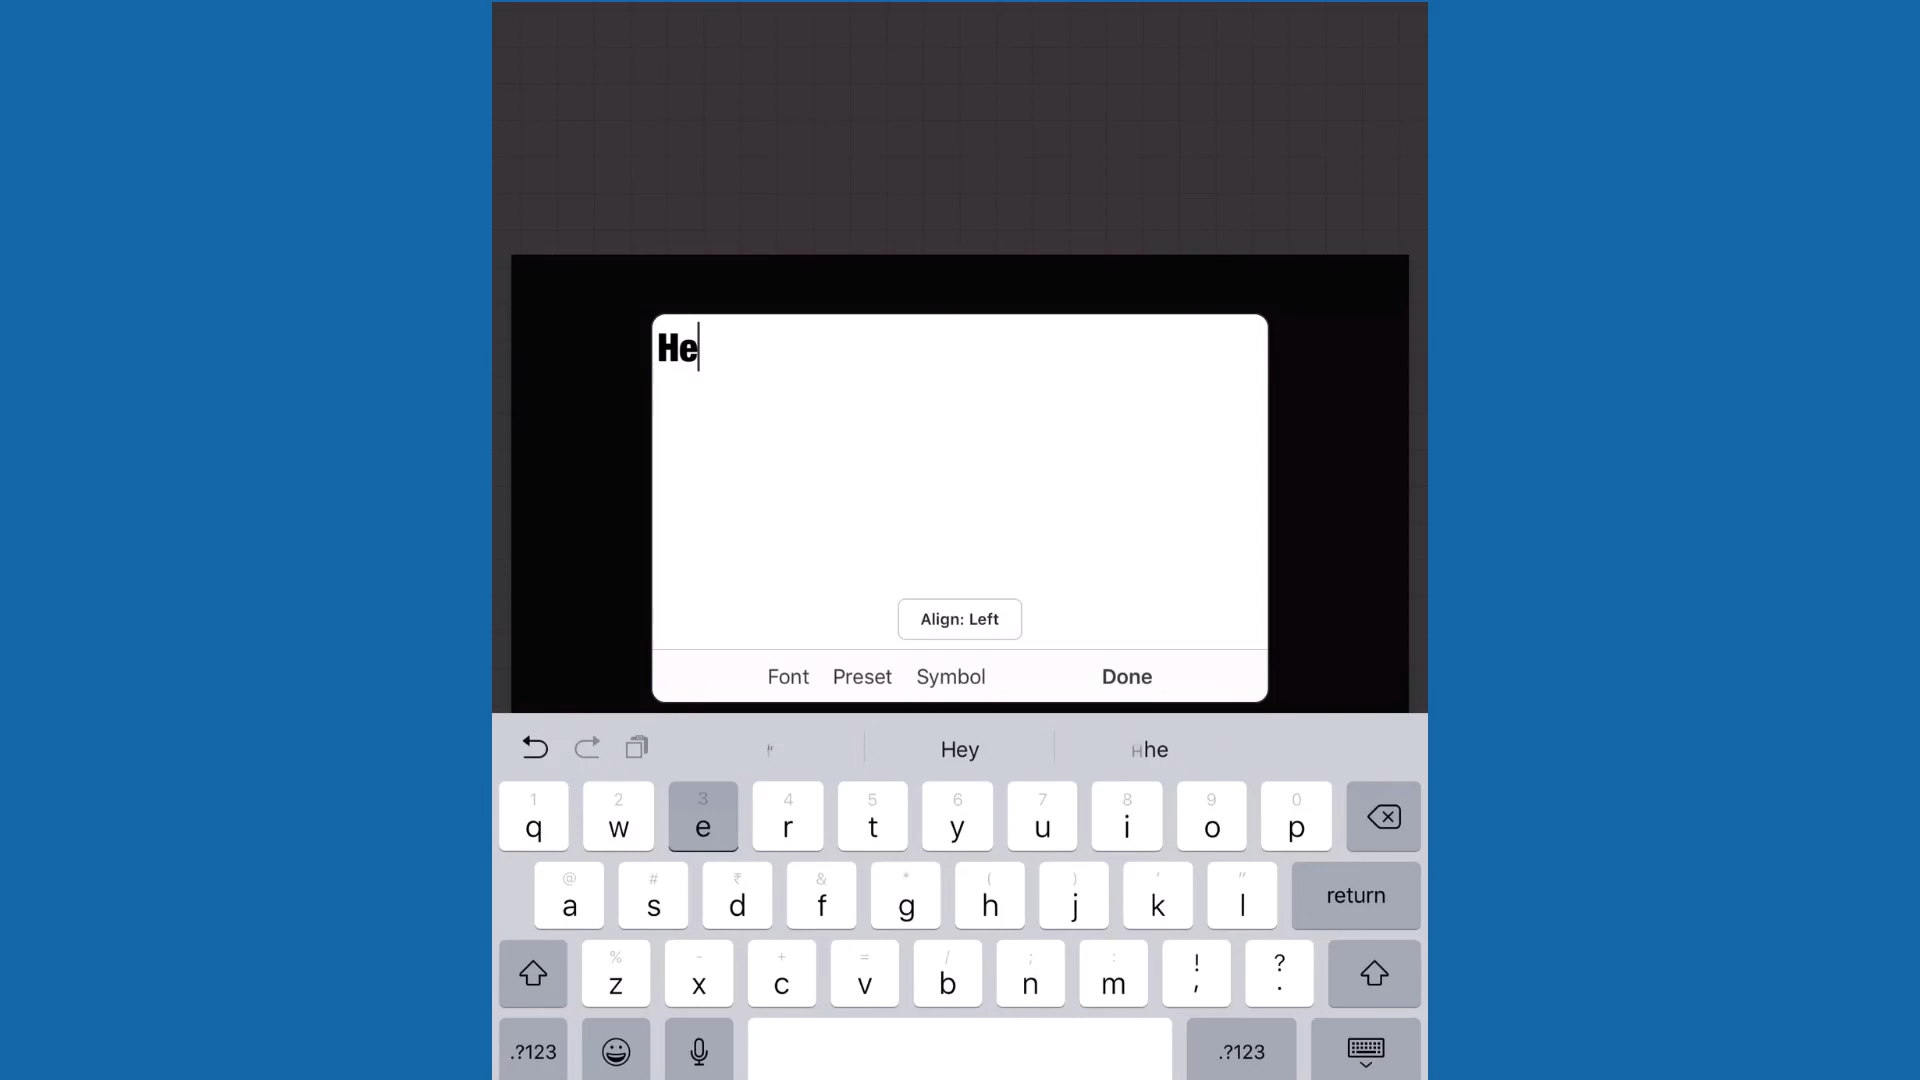 He
Align: Left
Font Preset Symbol Done
Hey
1 2 3 4 5 6 7 8 9 0
q w e r t y u i o p
@ # ₹ & * ( ) ' "
a s d f g h j k l return
% - + = / ; : ! ?
z x c v b n m , .
.?123 .?123